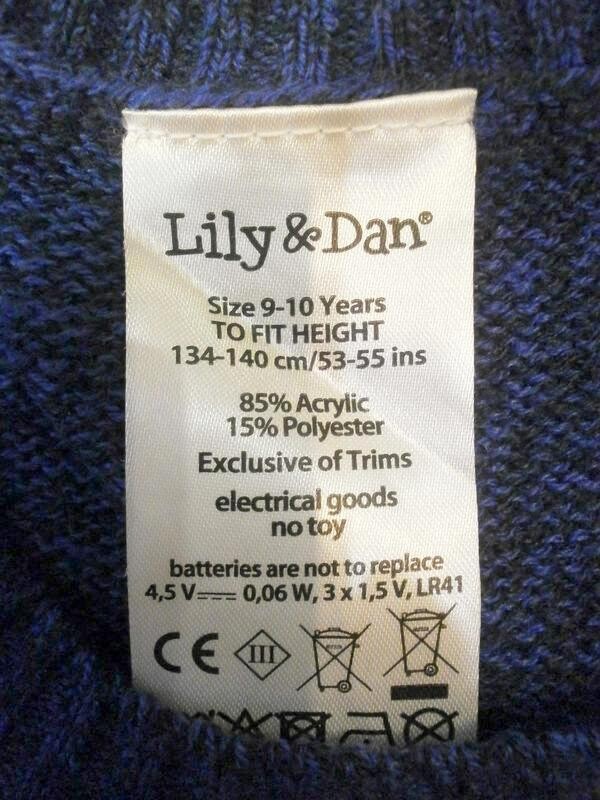 Lily & Dan®
Size 9-10 Years
TO FIT HEIGHT
134-140 cm/53-55 ins
85% Acrylic
15% Polyester
Exclusive of Trims
electrical goods
no toy
batteries are not to replace
4,5 V⎓ 0,06 W, 3 x 1,5 V, LR41
CE III